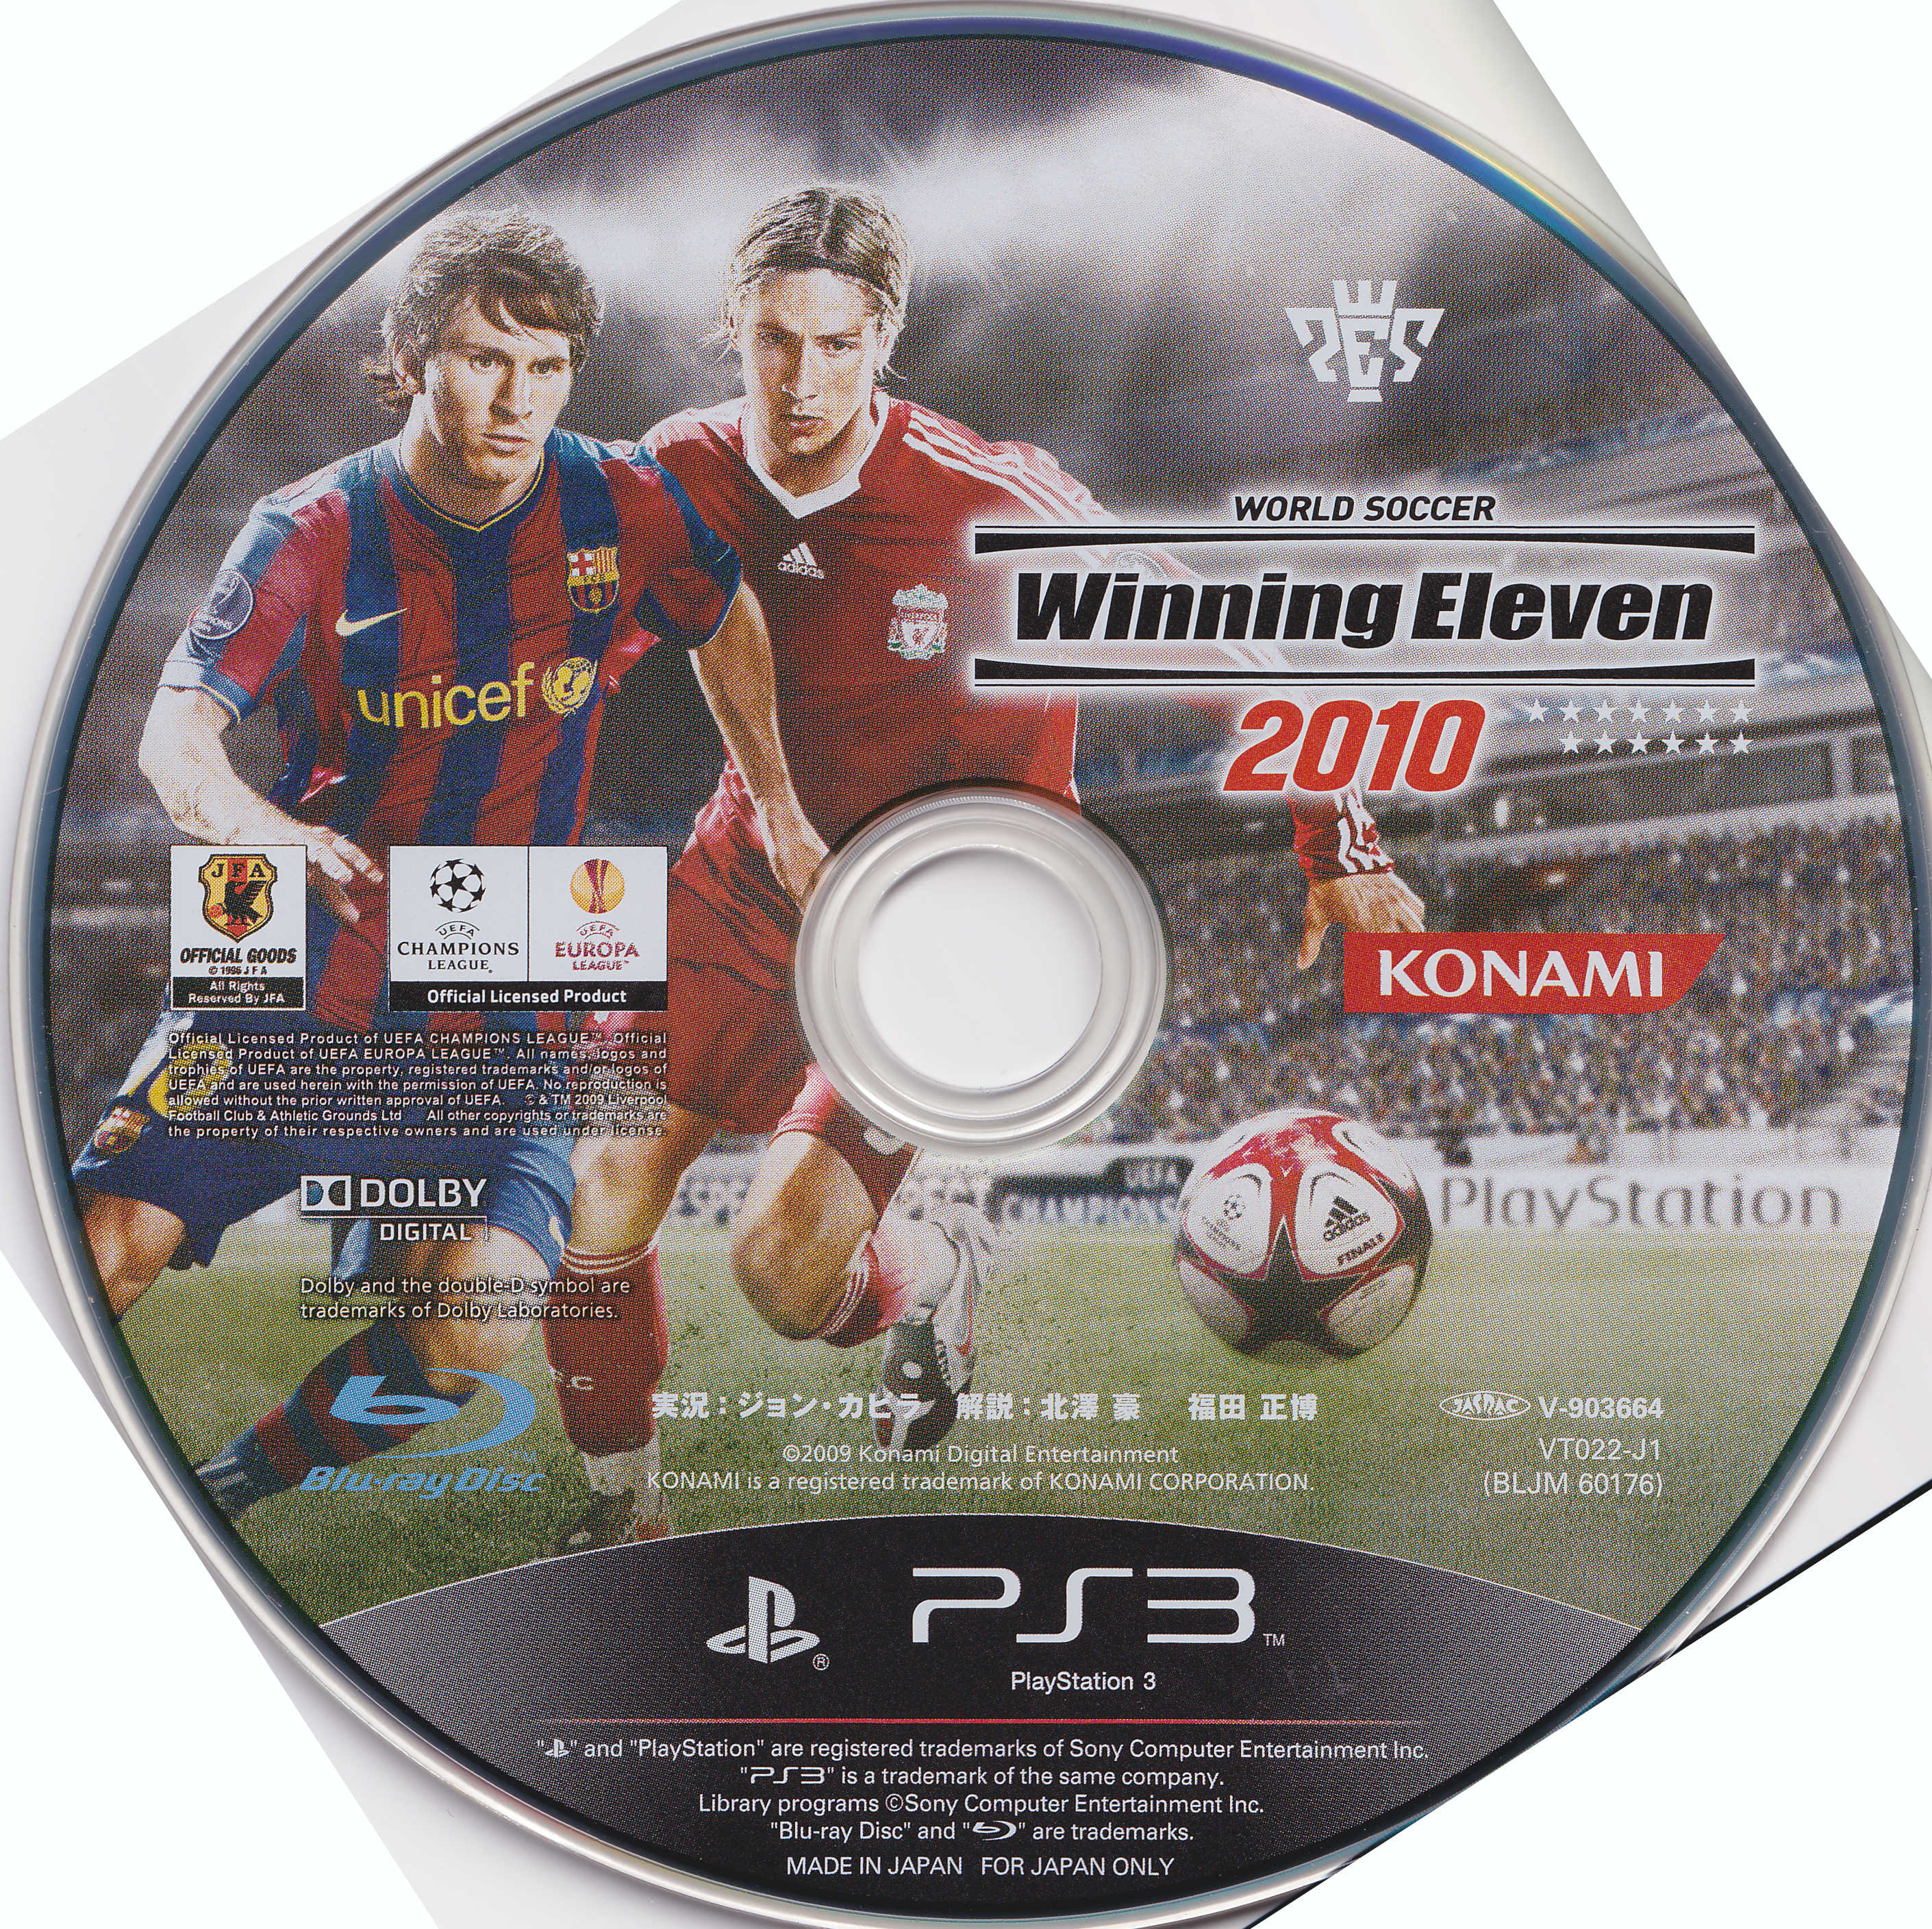 PES
WORLD SOCCER
Winning Eleven
2010
adidas
unicef
JFA
OFFICIAL GOODS
© 1996 J F A
All Rights
Reserved By JFA
UEFA
CHAMPIONS
LEAGUE®
UEFA
EUROPA
LEAGUE™
Official Licensed Product
KONAMI
Official Licensed Product of UEFA CHAMPIONS LEAGUE™. Official
Licensed Product of UEFA EUROPA LEAGUE™. All names, logos and
trophies of UEFA are the property, registered trademarks and/or logos of
UEFA and are used herein with the permission of UEFA. No reproduction is
allowed without the prior written approval of UEFA. © & TM 2009 Liverpool
Football Club & Athletic Grounds Ltd All other copyrights or trademarks are
the property of their respective owners and are used under license.
DOLBY
DIGITAL
Dolby and the double-D symbol are
trademarks of Dolby Laboratories.
UEFA
CHAMPIONS
adidas
FINALE
PlayStation
Blu-ray Disc
実況：ジョン・カビラ 解説：北澤 豪 福田 正博
©2009 Konami Digital Entertainment
KONAMI is a registered trademark of KONAMI CORPORATION.
JASRAC V-903664
VT022-J1
(BLJM 60176)
PS3™
PlayStation 3
" " and "PlayStation" are registered trademarks of Sony Computer Entertainment Inc.
"PS3" is a trademark of the same company.
Library programs ©Sony Computer Entertainment Inc.
"Blu-ray Disc" and " " are trademarks.
MADE IN JAPAN FOR JAPAN ONLY